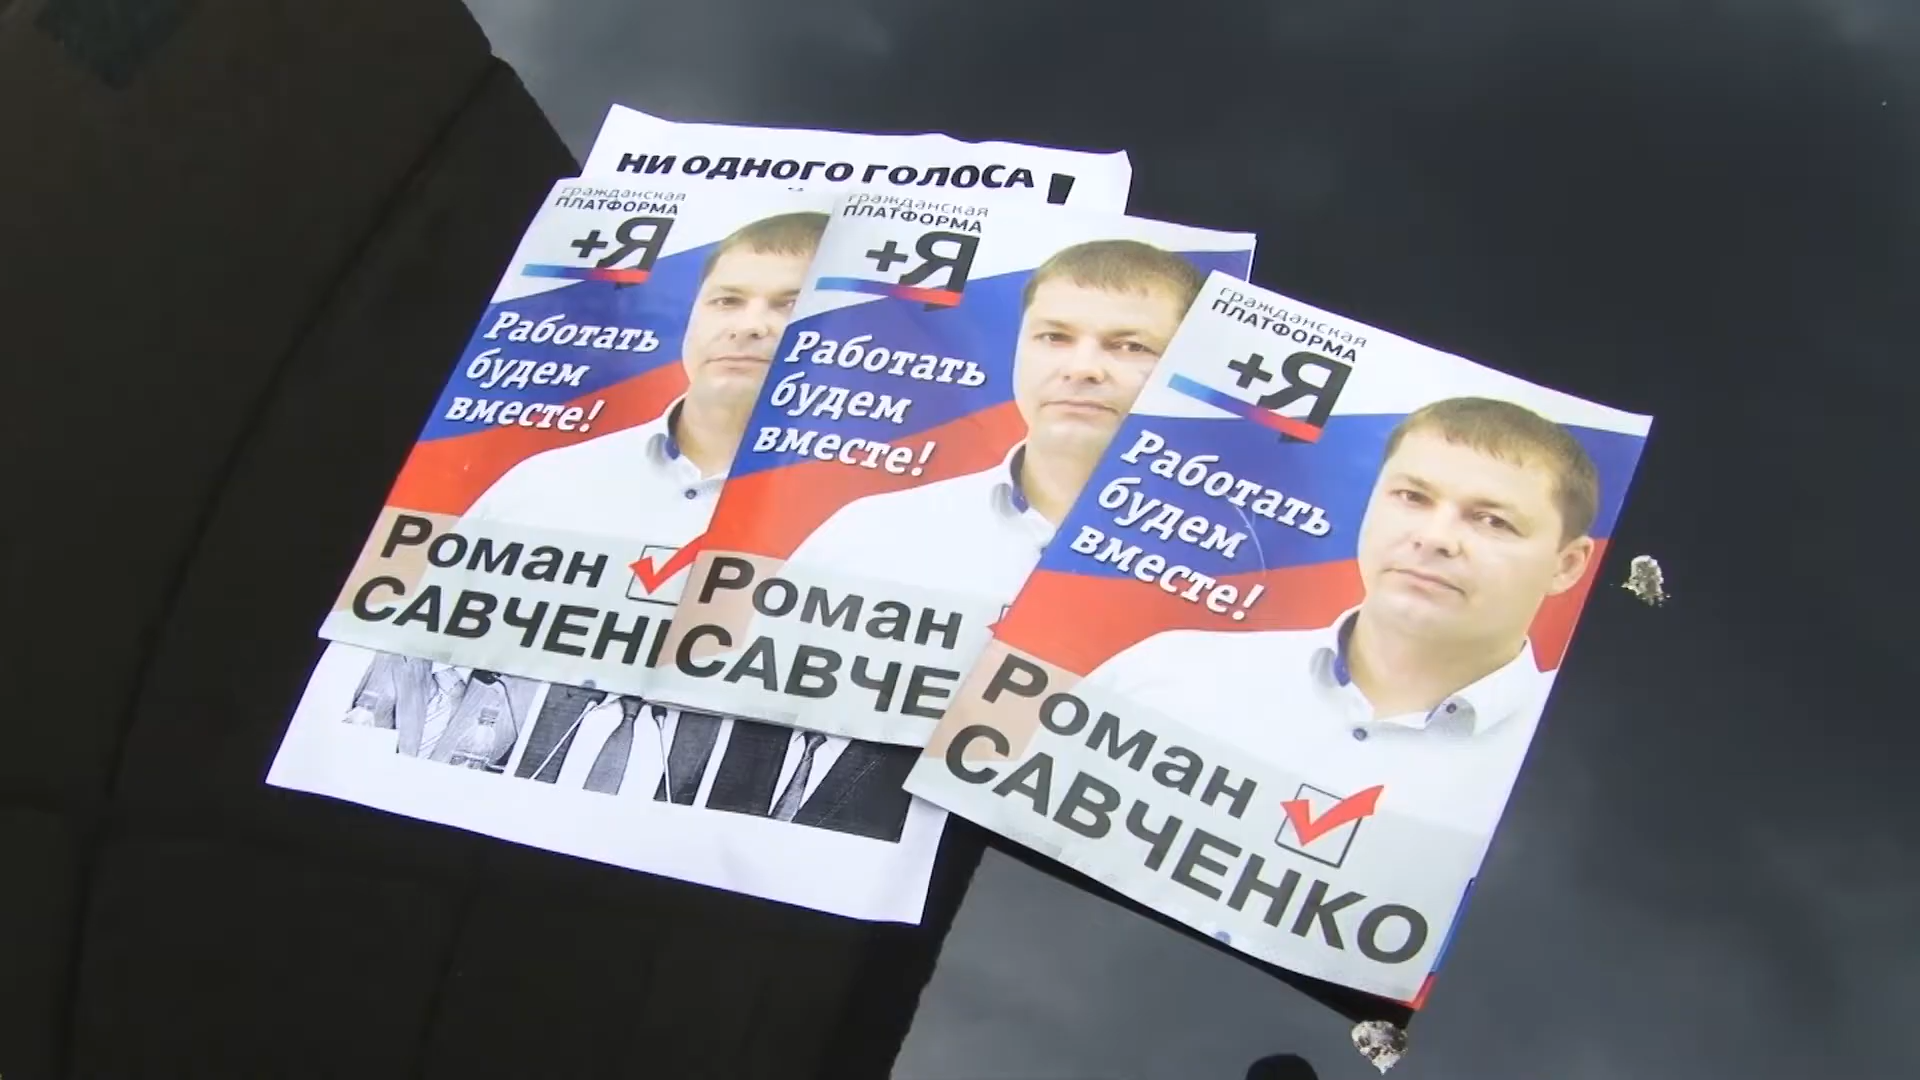 НИ ОДНОГО ГОЛОСА!
гражданская
ПЛАТФОРМА
+Я
Работать
будем
вместе!
Роман
САВЧЕН
гражданская
ПЛАТФОРМА
+Я
Работать
будем
вместе!
Роман
САВЧЕ
гражданская
ПЛАТФОРМА
+Я
Работать
будем
вместе!
Роман
САВЧЕНКО